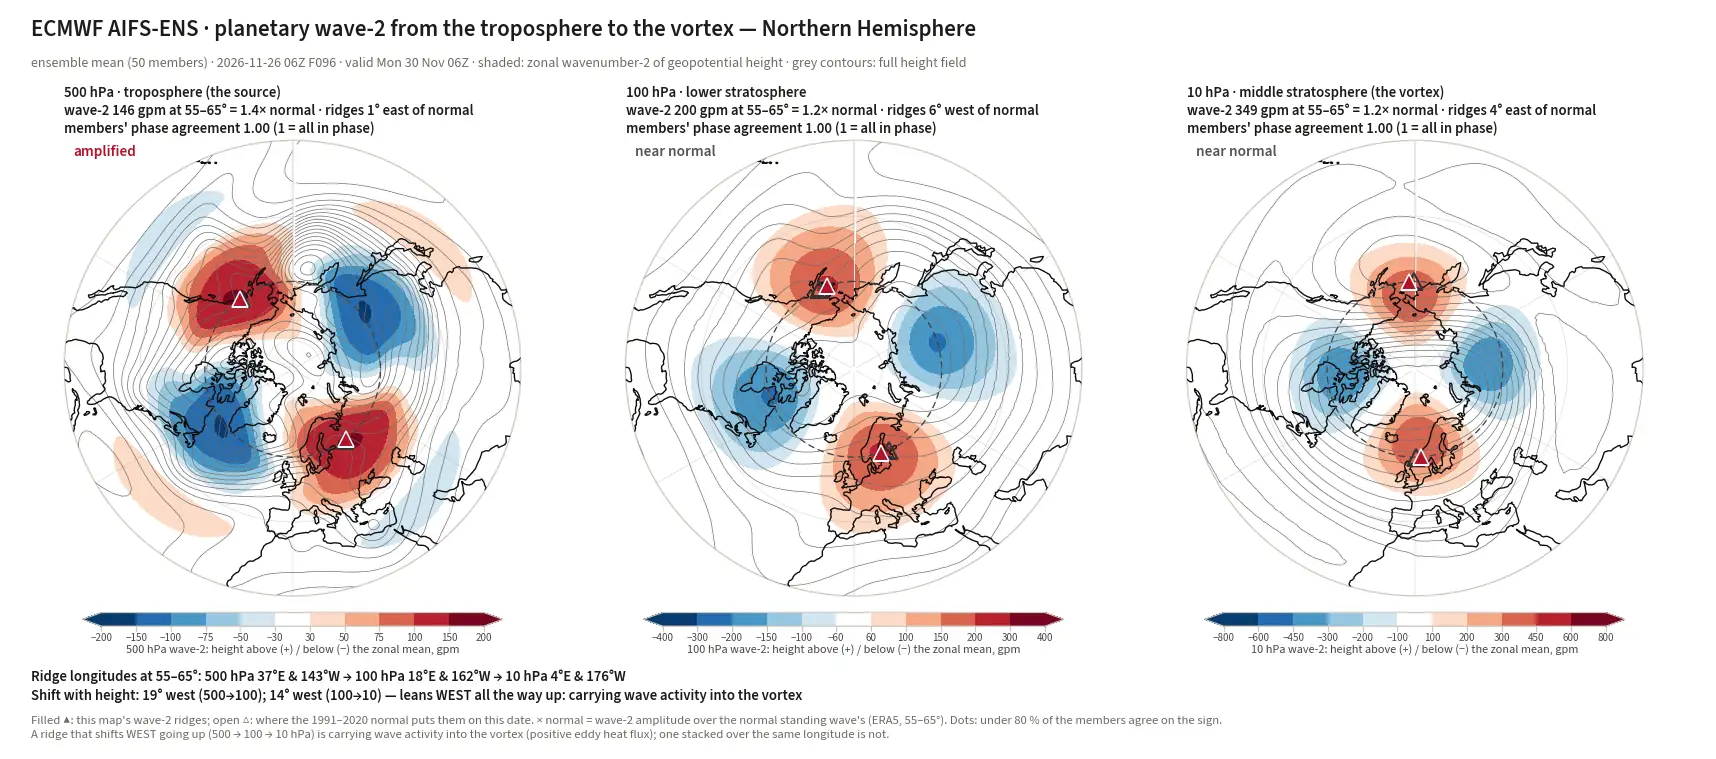 ECMWF AIFS-ENS · planetary wave-2 from the troposphere to the vortex — Northern Hemisphere
ensemble mean (50 members) · 2026-11-26 06Z F096 · valid Mon 30 Nov 06Z · shaded: zonal wavenumber-2 of geopotential height · grey contours: full height field
500 hPa · troposphere (the source)
wave-2 146 gpm at 55–65° = 1.4× normal · ridges 1° east of normal
members' phase agreement 1.00 (1 = all in phase)
amplified
100 hPa · lower stratosphere
wave-2 200 gpm at 55–65° = 1.2× normal · ridges 6° west of normal
members' phase agreement 1.00 (1 = all in phase)
near normal
10 hPa · middle stratosphere (the vortex)
wave-2 349 gpm at 55–65° = 1.2× normal · ridges 4° east of normal
members' phase agreement 1.00 (1 = all in phase)
near normal
−200 −150 −100 −75 −50 −30 30 50 75 100 150 200
500 hPa wave-2: height above (+) / below (−) the zonal mean, gpm
−400 −300 −200 −150 −100 −60 60 100 150 200 300 400
100 hPa wave-2: height above (+) / below (−) the zonal mean, gpm
−800 −600 −450 −300 −200 −100 100 200 300 450 600 800
10 hPa wave-2: height above (+) / below (−) the zonal mean, gpm
Ridge longitudes at 55–65°: 500 hPa 37°E & 143°W → 100 hPa 18°E & 162°W → 10 hPa 4°E & 176°W
Shift with height: 19° west (500→100); 14° west (100→10) — leans WEST all the way up: carrying wave activity into the vortex
Filled ▲: this map's wave-2 ridges; open △: where the 1991–2020 normal puts them on this date. × normal = wave-2 amplitude over the normal standing wave's (ERA5, 55–65°). Dots: under 80 % of the members agree on the sign.
A ridge that shifts WEST going up (500 → 100 → 10 hPa) is carrying wave activity into the vortex (positive eddy heat flux); one stacked over the same longitude is not.